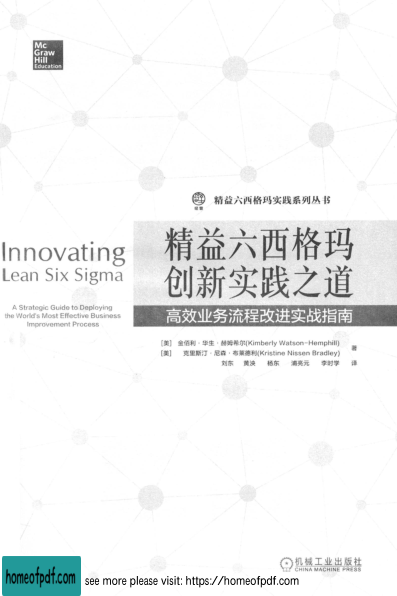 Mc
Graw
Hill
Education
精益六西格玛实践系列丛书
Innovating
Lean Six Sigma
A Strategic Guide to Deploying
the World's Most Effective Business
Improvement Process
精益六西格玛
创新实践之道
高效业务流程改进实战指南
[美] 金佰利·华生·赫姆希尔(Kimberly Watson-Hemphill)
[美] 克里斯汀·尼森·布莱德利(Kristine Nissen Bradley)
著
刘东 黄泱 杨东 浦亮元 李时学 译
机械工业出版社
CHINA MACHINE PRESS
homeofpdf.com
see more please visit: https://homeofpdf.com